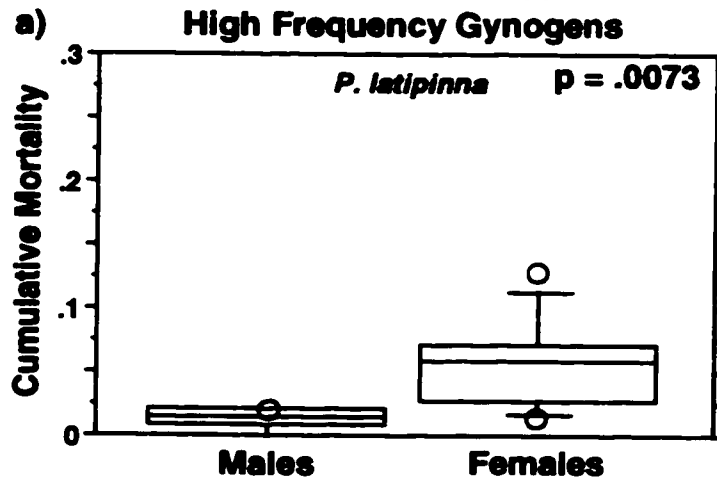 a) High Frequency Gynogens
.3
P. latipinna p = .0073
.2
Cumulative Mortality
.1
0
Males Females